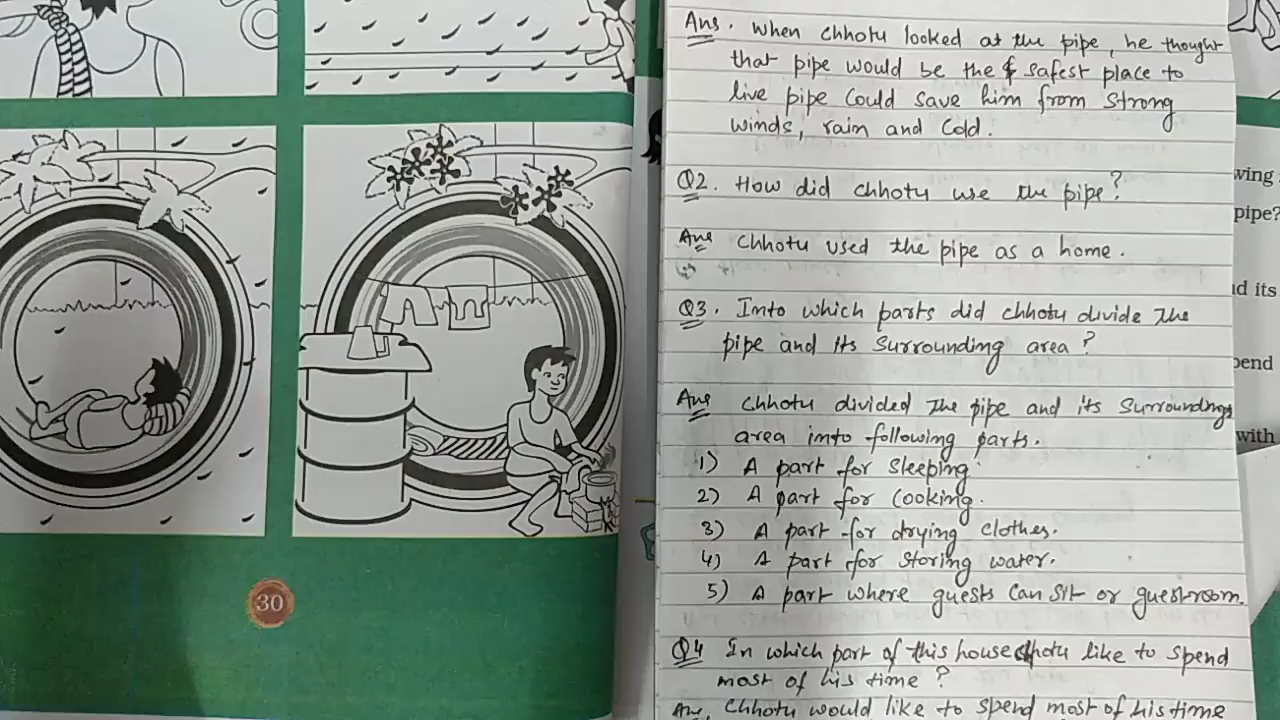 Ans. When Chhotu looked at the pipe, he thought
that pipe would be the safest place to
live pipe could save him from strong
winds, rain and cold.
Q2. How did chhotu use the pipe?
Ans Chhotu used the pipe as a home.
Q3. Into which parts did chhotu divide the
pipe and its surrounding area?
Ans Chhotu divided the pipe and its surroundings
area into following parts.
1) A part for sleeping
2) A part for cooking.
3) A part for drying clothes.
4) A part for storing water.
5) A part where guests can sit or guestroom.
Q4 In which part of this house Chhotu like to spend
most of his time ?
Ans. Chhotu would like to spend most of his time
30
wing
pipe?
nd its
pend
with